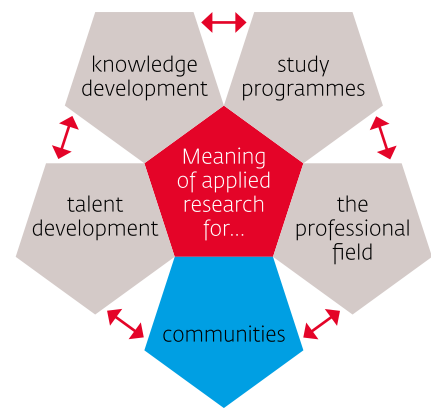 knowledge
development
study
programmes
Meaning
of applied
research
for...
talent
development
the
professional
field
communities